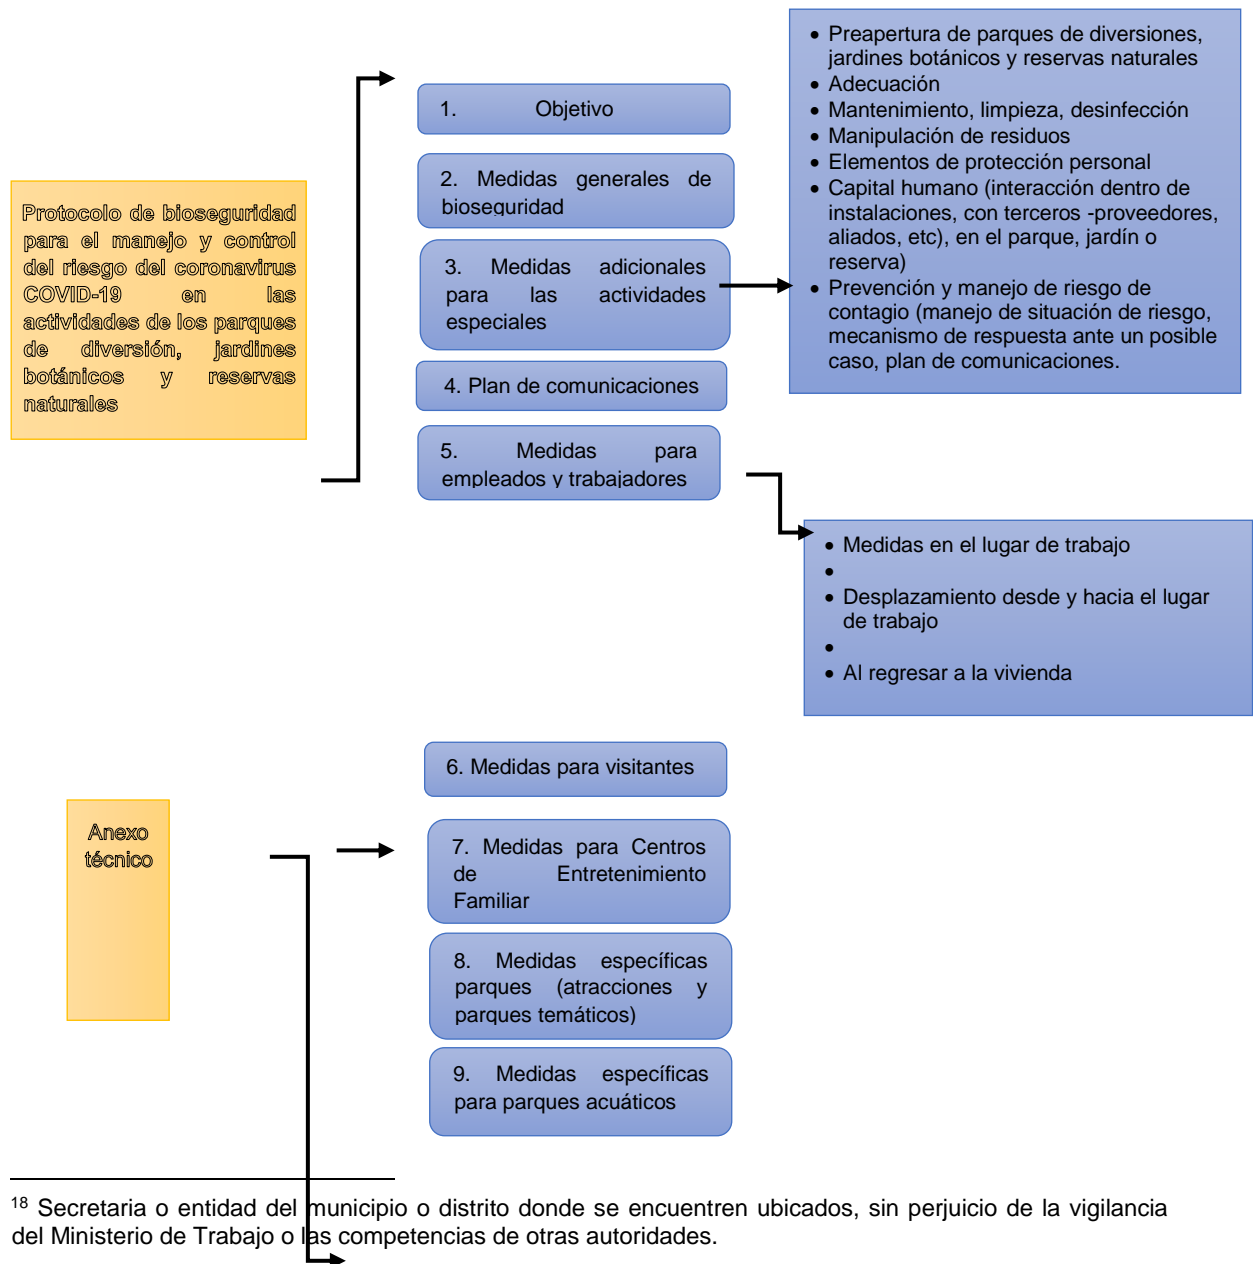 Protocolo de bioseguridad
para el manejo y control
del riesgo del coronavirus
COVID-19 en las
actividades de los parques
de diversión, jardines
botánicos y reservas
naturales
1. Objetivo
2. Medidas generales de
bioseguridad
3. Medidas adicionales
para las actividades
especiales
4. Plan de comunicaciones
5. Medidas para
empleados y trabajadores
• Preapertura de parques de diversiones,
jardines botánicos y reservas naturales
• Adecuación
• Mantenimiento, limpieza, desinfección
• Manipulación de residuos
• Elementos de protección personal
• Capital humano (interacción dentro de
instalaciones, con terceros -proveedores,
aliados, etc), en el parque, jardín o
reserva)
• Prevención y manejo de riesgo de
contagio (manejo de situación de riesgo,
mecanismo de respuesta ante un posible
caso, plan de comunicaciones.
• Medidas en el lugar de trabajo
•
• Desplazamiento desde y hacia el lugar
de trabajo
•
• Al regresar a la vivienda
Anexo
técnico
6. Medidas para visitantes
7. Medidas para Centros
de Entretenimiento
Familiar
8. Medidas específicas
parques (atracciones y
parques temáticos)
9. Medidas específicas
para parques acuáticos
18 Secretaria o entidad del municipio o distrito donde se encuentren ubicados, sin perjuicio de la vigilancia
del Ministerio de Trabajo o las competencias de otras autoridades.